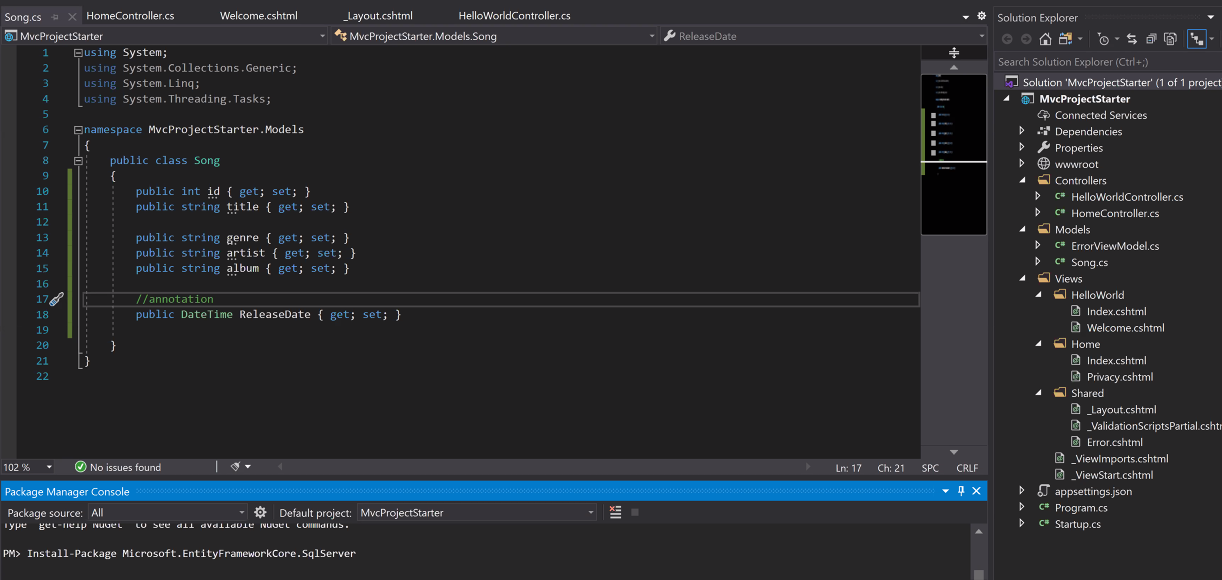 Song.cs
HomeController.cs
Welcome.cshtml
_Layout.cshtml
HelloWorldController.cs
MvcProjectStarter
MvcProjectStarter.Models.Song
ReleaseDate
1 using System;
2 using System.Collections.Generic;
3 using System.Linq;
4 using System.Threading.Tasks;
5
6 namespace MvcProjectStarter.Models
7 {
8 public class Song
9 {
10 public int id { get; set; }
11 public string title { get; set; }
12
13 public string genre { get; set; }
14 public string artist { get; set; }
15 public string album { get; set; }
16
17 //annotation
18 public DateTime ReleaseDate { get; set; }
19
20 }
21 }
22
102 %
No issues found
Ln: 17 Ch: 21 SPC CRLF
Package Manager Console
Package source: All
Default project: MvcProjectStarter
Type 'get-help NuGet' to see all available NuGet commands.
PM> Install-Package Microsoft.EntityFrameworkCore.SqlServer
Solution Explorer
Search Solution Explorer (Ctrl+;)
Solution 'MvcProjectStarter' (1 of 1 project
MvcProjectStarter
Connected Services
Dependencies
Properties
wwwroot
Controllers
C# HelloWorldController.cs
C# HomeController.cs
Models
C# ErrorViewModel.cs
C# Song.cs
Views
HelloWorld
Index.cshtml
Welcome.cshtml
Home
Index.cshtml
Privacy.cshtml
Shared
_Layout.cshtml
_ValidationScriptsPartial.cshtm
Error.cshtml
_ViewImports.cshtml
_ViewStart.cshtml
appsettings.json
C# Program.cs
C# Startup.cs